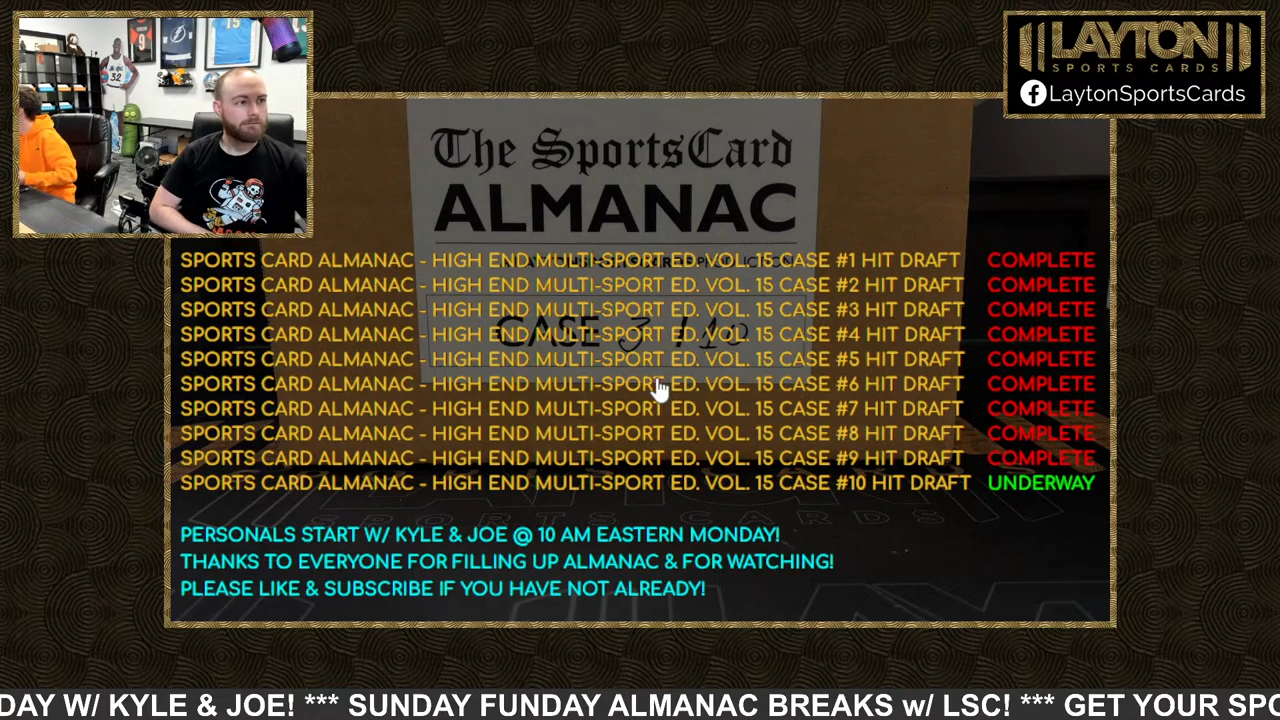 15
9
32
LAYTON
SPORTS CARDS
LaytonSportsCards
The SportsCard
ALMANAC
CASE 3/10
SPORTS CARD ALMANAC - HIGH END MULTI-SPORT ED. VOL. 15 CASE #1 HIT DRAFT COMPLETE
SPORTS CARD ALMANAC - HIGH END MULTI-SPORT ED. VOL. 15 CASE #2 HIT DRAFT COMPLETE
SPORTS CARD ALMANAC - HIGH END MULTI-SPORT ED. VOL. 15 CASE #3 HIT DRAFT COMPLETE
SPORTS CARD ALMANAC - HIGH END MULTI-SPORT ED. VOL. 15 CASE #4 HIT DRAFT COMPLETE
SPORTS CARD ALMANAC - HIGH END MULTI-SPORT ED. VOL. 15 CASE #5 HIT DRAFT COMPLETE
SPORTS CARD ALMANAC - HIGH END MULTI-SPORT ED. VOL. 15 CASE #6 HIT DRAFT COMPLETE
SPORTS CARD ALMANAC - HIGH END MULTI-SPORT ED. VOL. 15 CASE #7 HIT DRAFT COMPLETE
SPORTS CARD ALMANAC - HIGH END MULTI-SPORT ED. VOL. 15 CASE #8 HIT DRAFT COMPLETE
SPORTS CARD ALMANAC - HIGH END MULTI-SPORT ED. VOL. 15 CASE #9 HIT DRAFT COMPLETE
SPORTS CARD ALMANAC - HIGH END MULTI-SPORT ED. VOL. 15 CASE #10 HIT DRAFT UNDERWAY
PERSONALS START W/ KYLE & JOE @ 10 AM EASTERN MONDAY!
THANKS TO EVERYONE FOR FILLING UP ALMANAC & FOR WATCHING!
PLEASE LIKE & SUBSCRIBE IF YOU HAVE NOT ALREADY!
DAY W/ KYLE & JOE! *** SUNDAY FUNDAY ALMANAC BREAKS w/ LSC! *** GET YOUR SPO